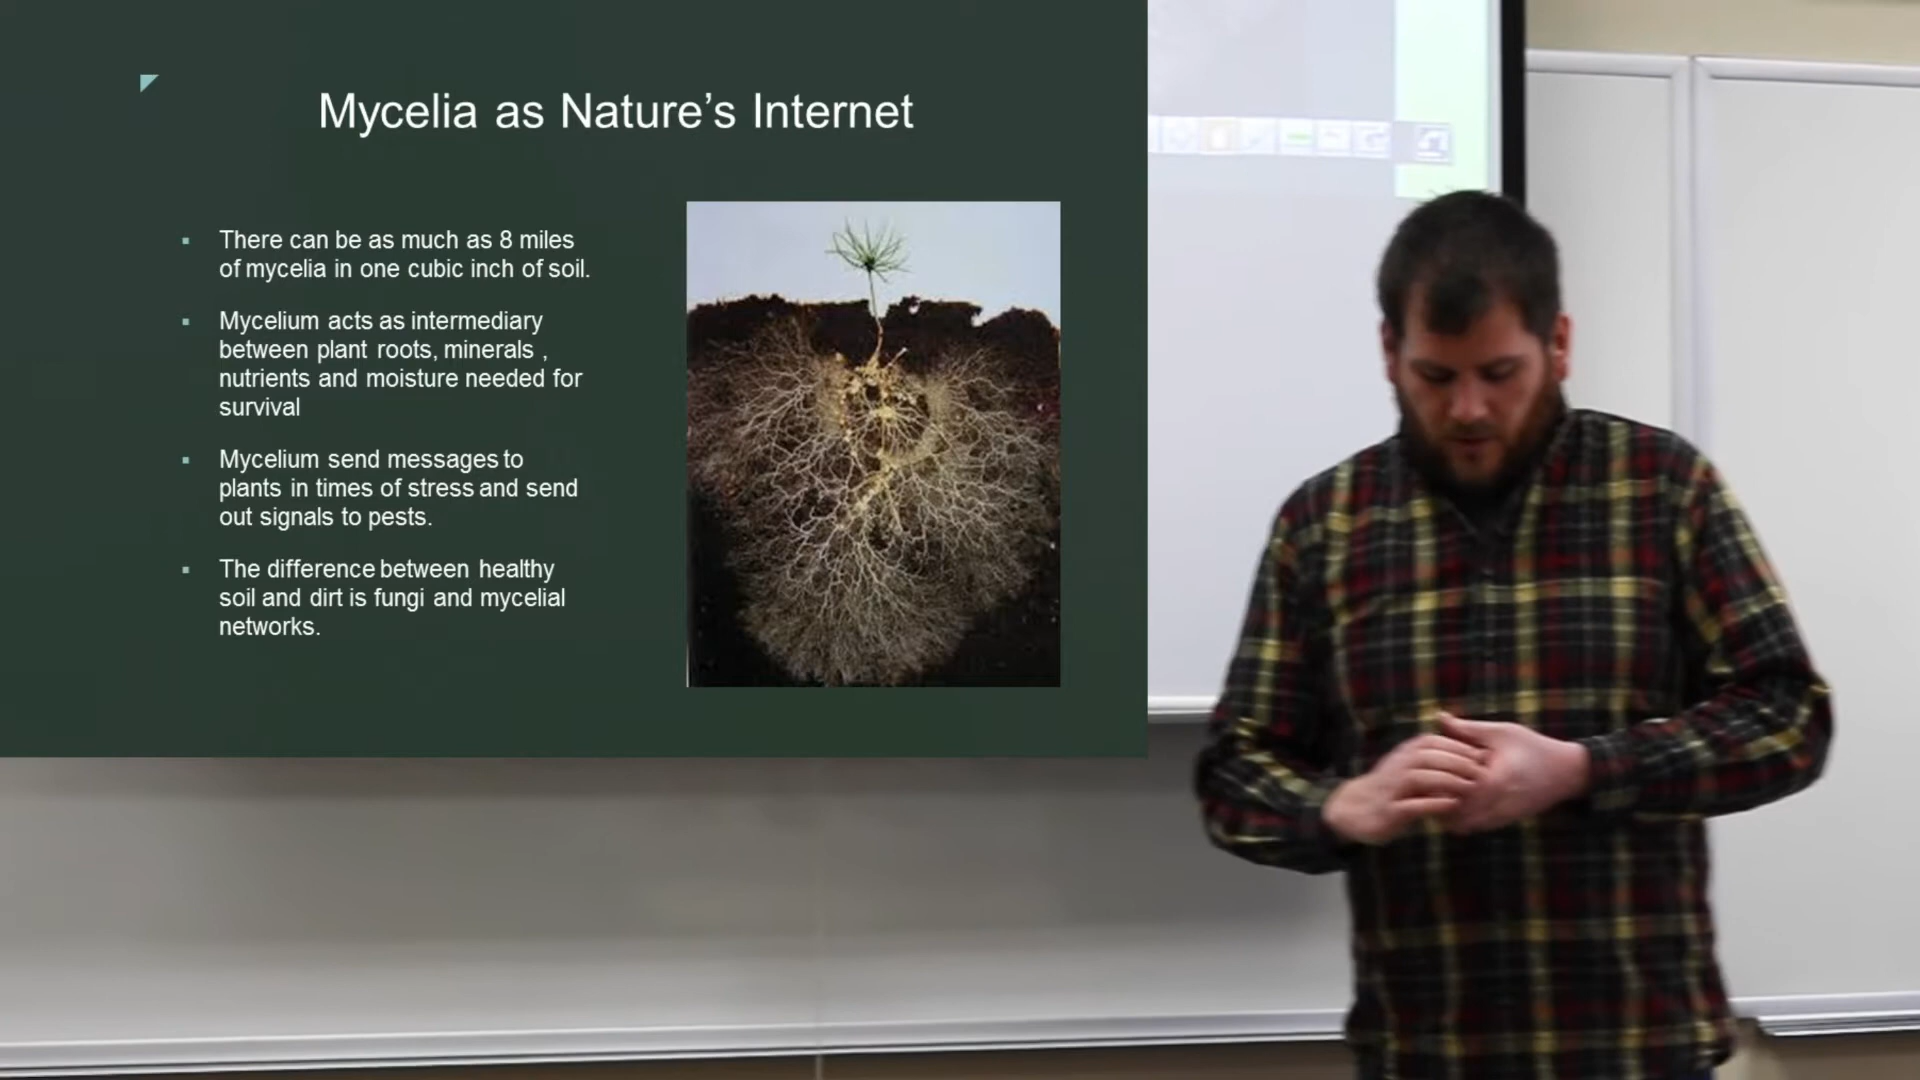 Mycelia as Nature's Internet
There can be as much as 8 miles
of mycelia in one cubic inch of soil.
Mycelium acts as intermediary
between plant roots, minerals ,
nutrients and moisture needed for
survival
Mycelium send messages to
plants in times of stress and send
out signals to pests.
The difference between healthy
soil and dirt is fungi and mycelial
networks.